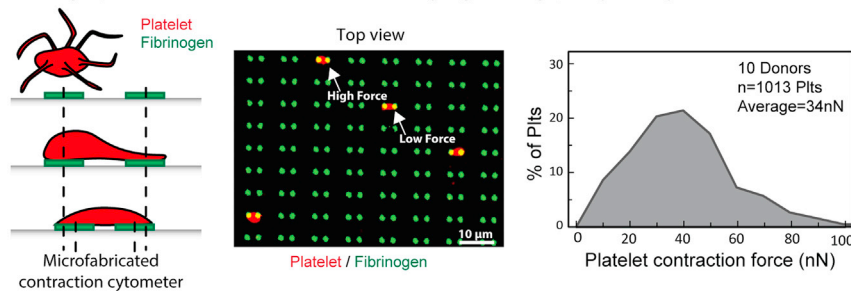 Platelet
Fibrinogen
Microfabricated
contraction cytometer
Top view
High Force
Low Force
10 µm
Platelet / Fibrinogen
10 Donors
n=1013 Plts
Average=34nN
% of Plts
30
20
10
0
0 20 40 60 80 100
Platelet contraction force (nN)